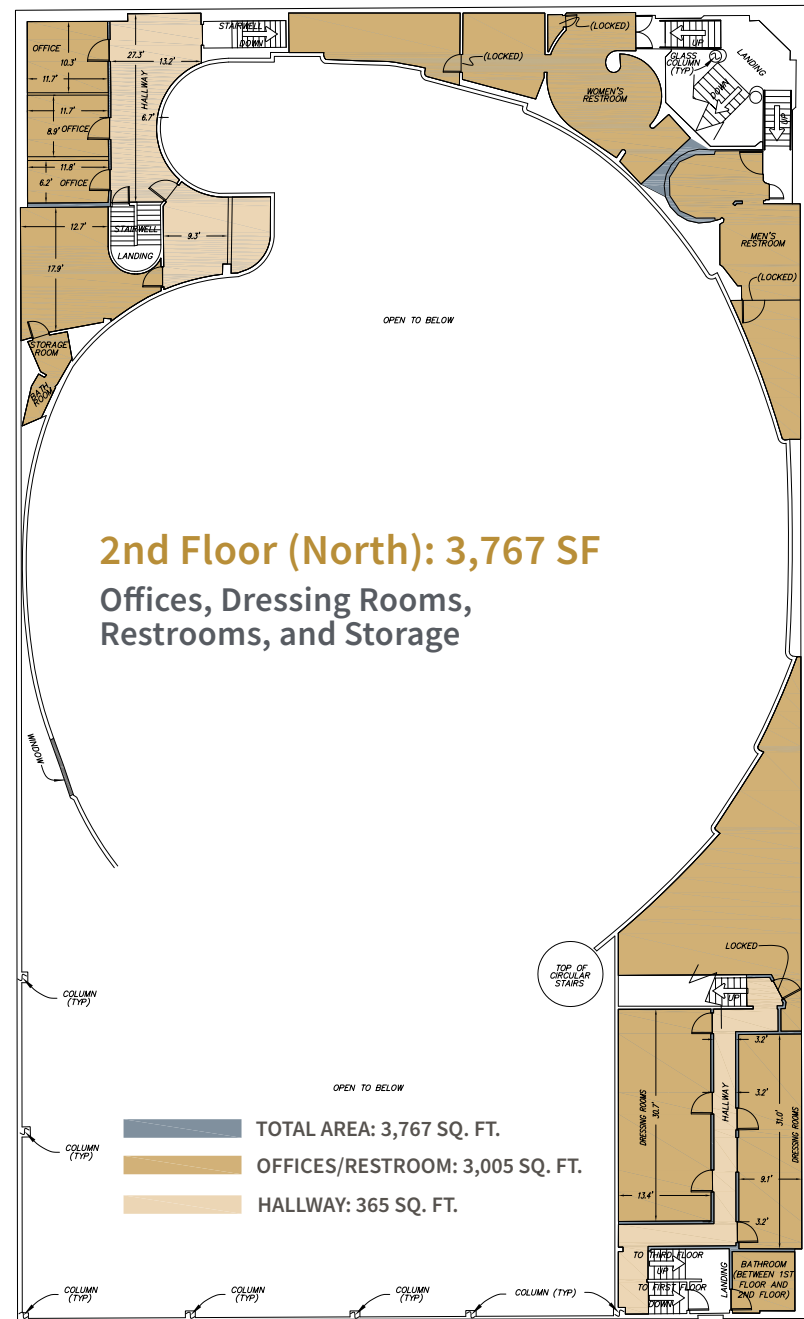 STAIRWELL
DOWN
OFFICE
10.3'
11.7'
27.3'
13.2'
HALLWAY
6.7'
11.7'
8.9' OFFICE
11.8'
6.2' OFFICE
(LOCKED)
(LOCKED)
UP
GLASS
COLUMN
(TYP)
LANDING
DOWN
UP
WOMEN'S
RESTROOM
12.7'
17.9'
STAIRWELL
LANDING
9.3'
MEN'S
RESTROOM
(LOCKED)
STORAGE
ROOM
BATH
ROOM
OPEN TO BELOW
2nd Floor (North): 3,767 SF
Offices, Dressing Rooms,
Restrooms, and Storage
WINDOW
LOCKED
TOP OF
CIRCULAR
STAIRS
UP
COLUMN
(TYP)
3.2'
3.2'
DRESSING ROOMS
30.7'
HALLWAY
31.0'
DRESSING ROOMS
OPEN TO BELOW
COLUMN
(TYP)
TOTAL AREA: 3,767 SQ. FT.
OFFICES/RESTROOM: 3,005 SQ. FT.
HALLWAY: 365 SQ. FT.
13.4'
9.1'
3.2'
TO THIRD FLOOR
UP
TO FIRST FLOOR
DOWN
LANDING
BATHROOM
(BETWEEN 1ST
FLOOR AND
2ND FLOOR)
COLUMN
(TYP)
COLUMN
(TYP)
COLUMN
(TYP)
COLUMN (TYP)